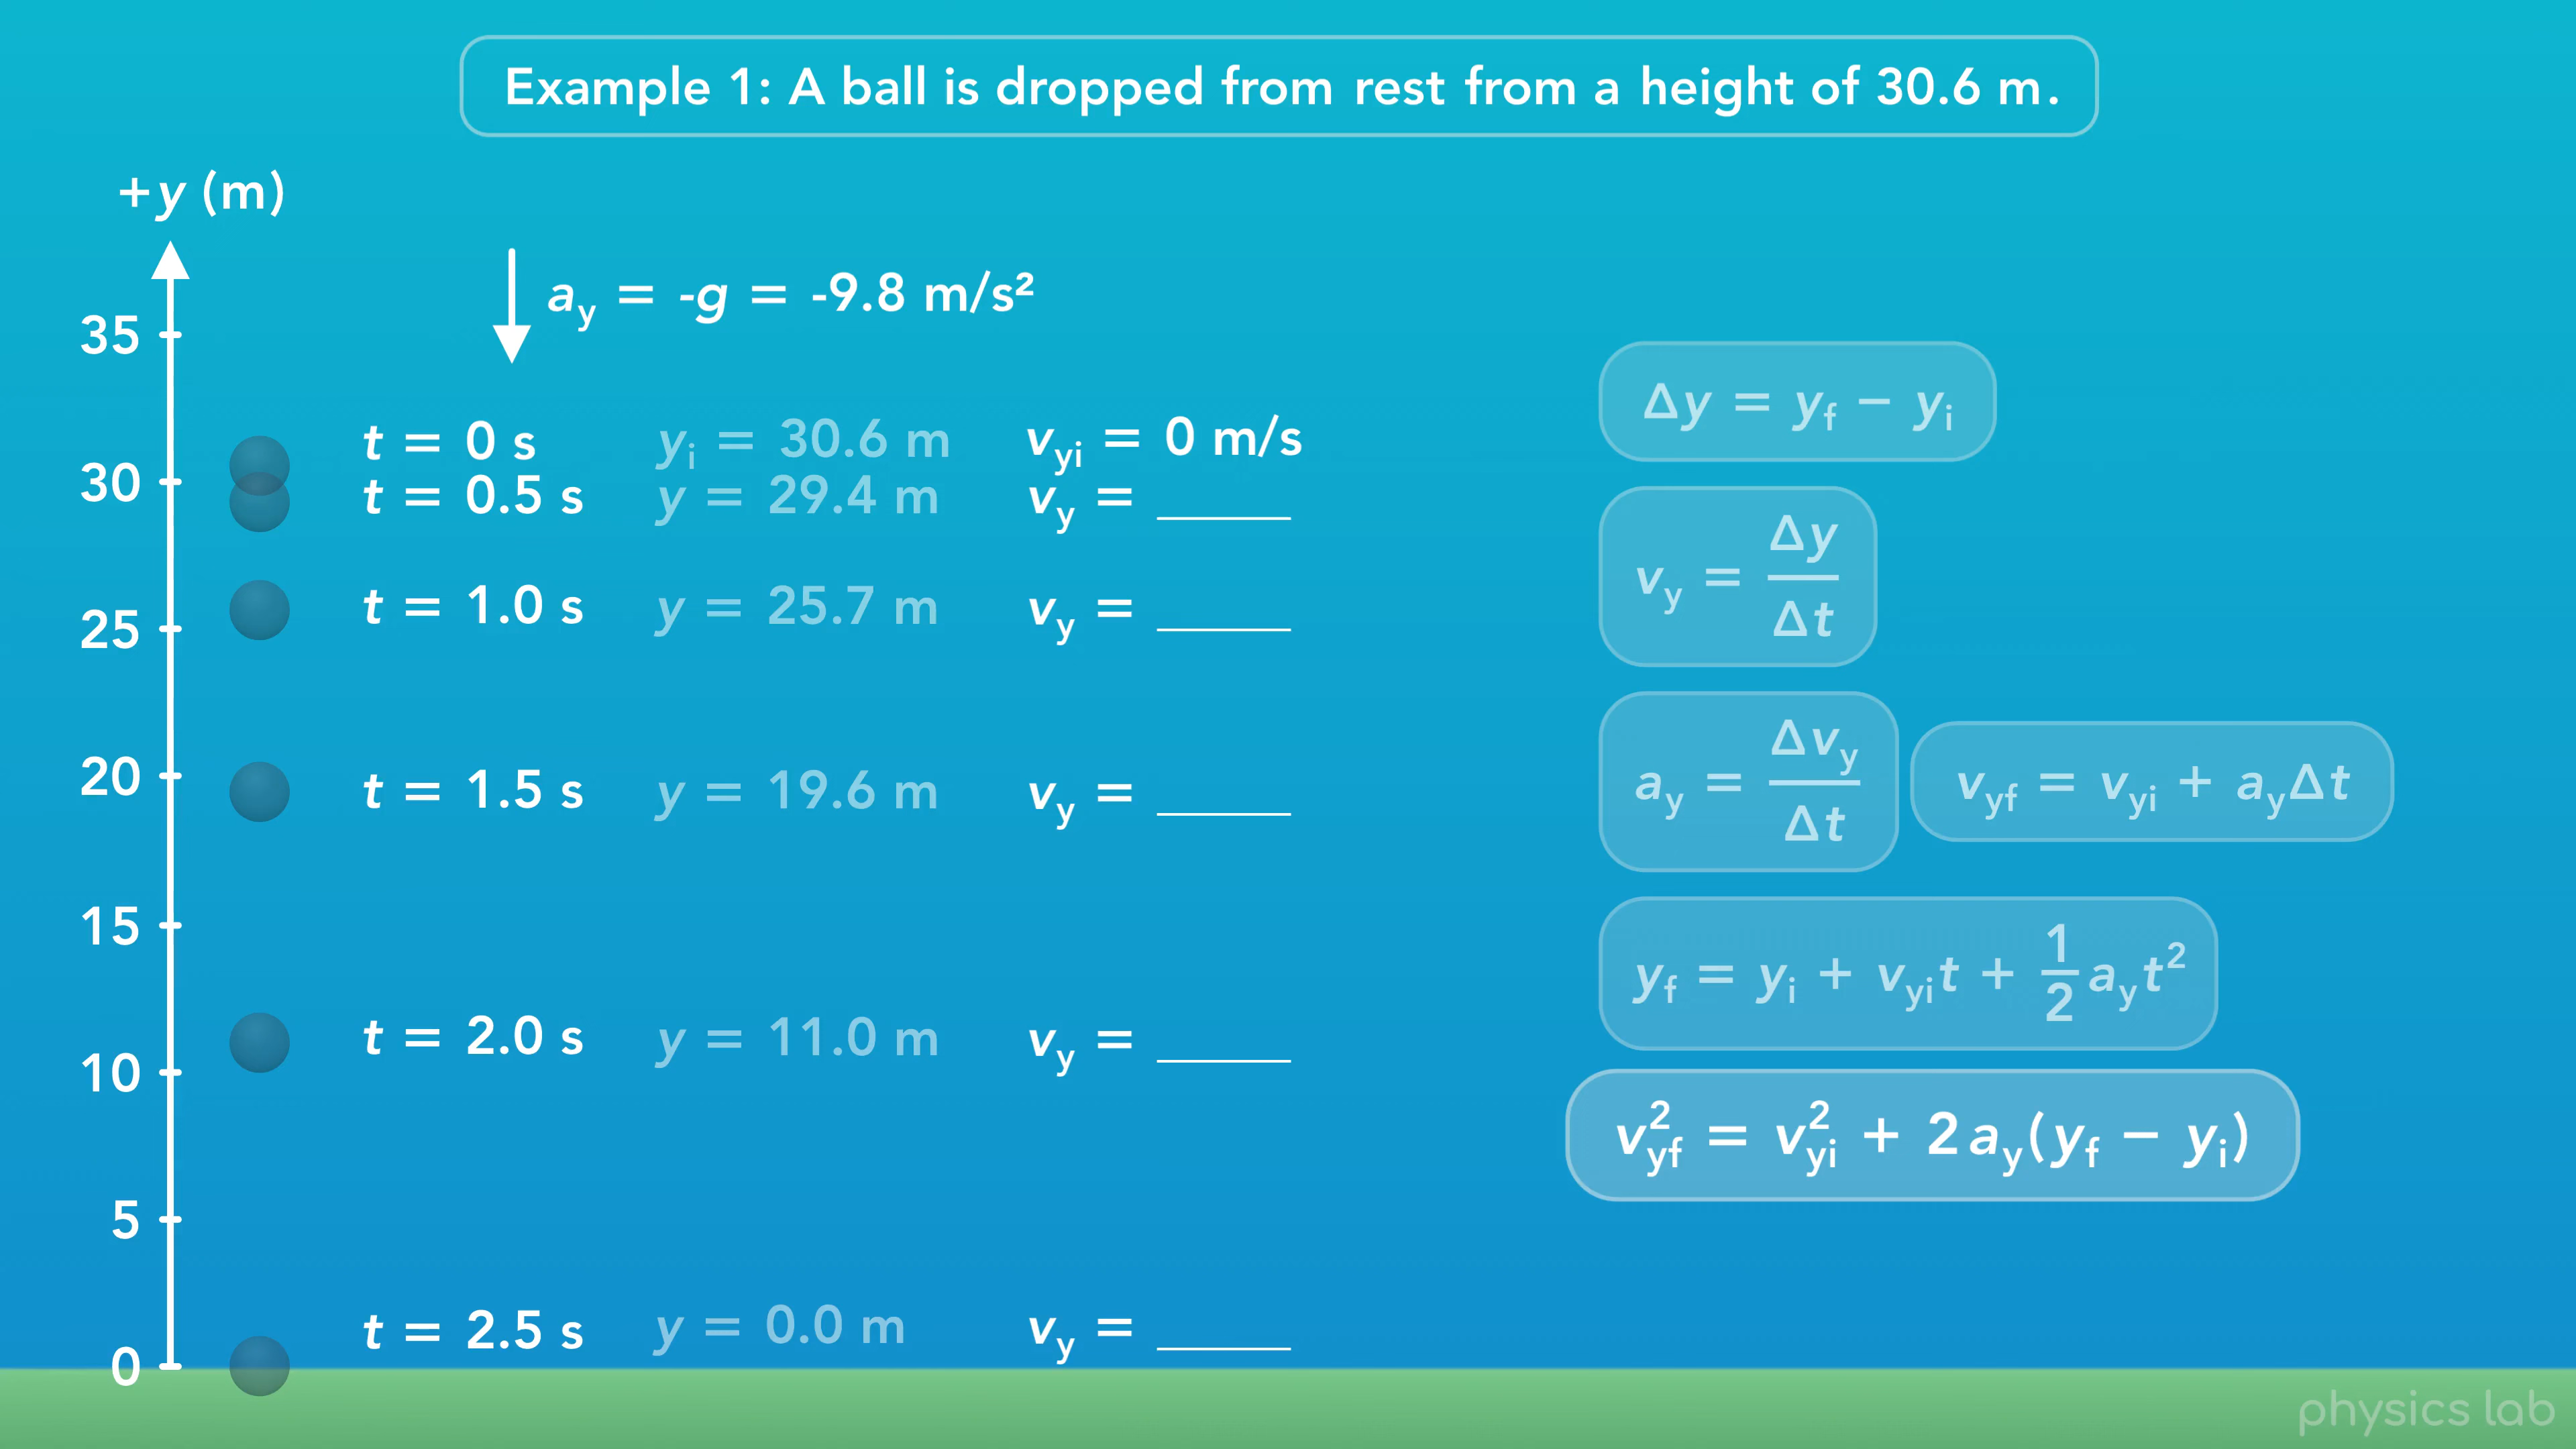 Example 1: A ball is dropped from rest from a height of 30.6 m.
+y (m)
a_y = -g = -9.8 m/s²
35
30
25
20
15
10
5
0
t = 0 s y_i = 30.6 m v_yi = 0 m/s
t = 0.5 s y = 29.4 m v_y = _____
t = 1.0 s y = 25.7 m v_y = _____
t = 1.5 s y = 19.6 m v_y = _____
t = 2.0 s y = 11.0 m v_y = _____
t = 2.5 s y = 0.0 m v_y = _____
Δy = y_f − y_i
v_y = Δy/Δt
a_y = Δv_y/Δt
v_yf = v_yi + a_yΔt
y_f = y_i + v_yi t + 1/2 a_y t²
v_yf² = v_yi² + 2a_y(y_f − y_i)
physics lab